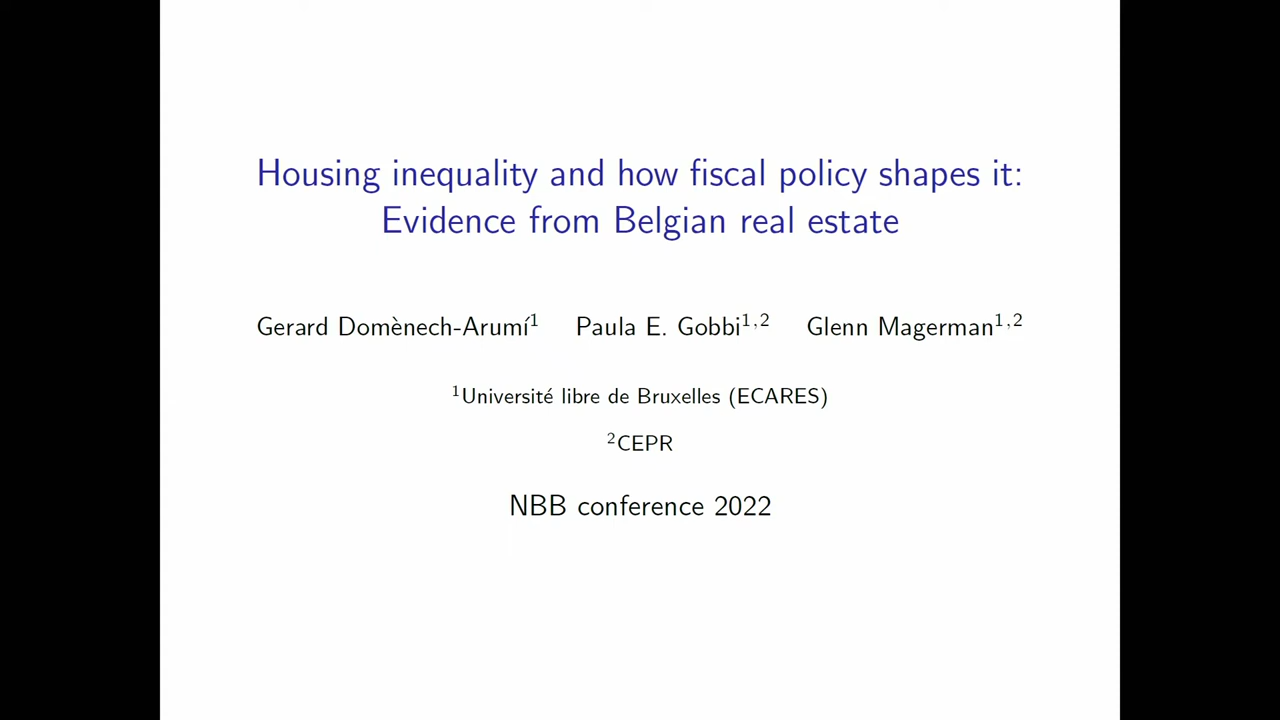 Housing inequality and how fiscal policy shapes it:
Evidence from Belgian real estate
Gerard Domènech-Arumí¹ Paula E. Gobbi¹,² Glenn Magerman¹,²
¹Université libre de Bruxelles (ECARES)
²CEPR
NBB conference 2022